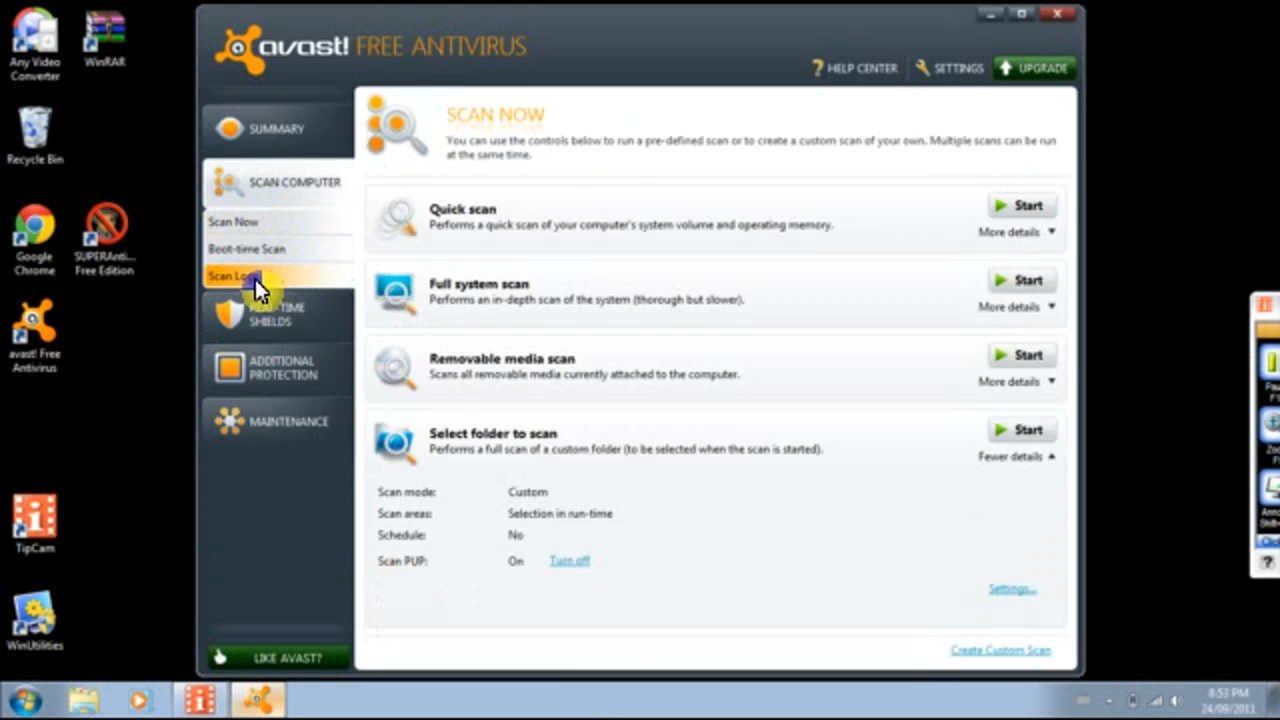 Any Video
Converter
WinRAR
Recycle Bin
Google
Chrome
SUPERAnti...
Free Edition
avast! Free
Antivirus
TipCam
WinUtilities
avast! FREE ANTIVIRUS
? HELP CENTER
SETTINGS
UPGRADE
SUMMARY
SCAN COMPUTER
Scan Now
Boot-time Scan
Scan
SHIELDS
ADDITIONAL
PROTECTION
MAINTENANCE
LIKE AVAST?
SCAN NOW
You can use the controls below to run a pre-defined scan or to create a custom scan of your own. Multiple scans can be run
at the same time.
Quick scan
Performs a quick scan of your computer's system volume and operating memory.
Start
More details
Full system scan
Performs an in-depth scan of the system (thorough but slower).
Start
More details
Removable media scan
Scans all removable media currently attached to the computer.
Start
More details
Select folder to scan
Performs a full scan of a custom folder (to be selected when the scan is started).
Start
Fewer details
Scan mode: Custom
Scan areas: Selection in run-time
Schedule: No
Scan PUP: On Turn off
Settings...
Create Custom Scan
?
8:53 PM
24/09/2011